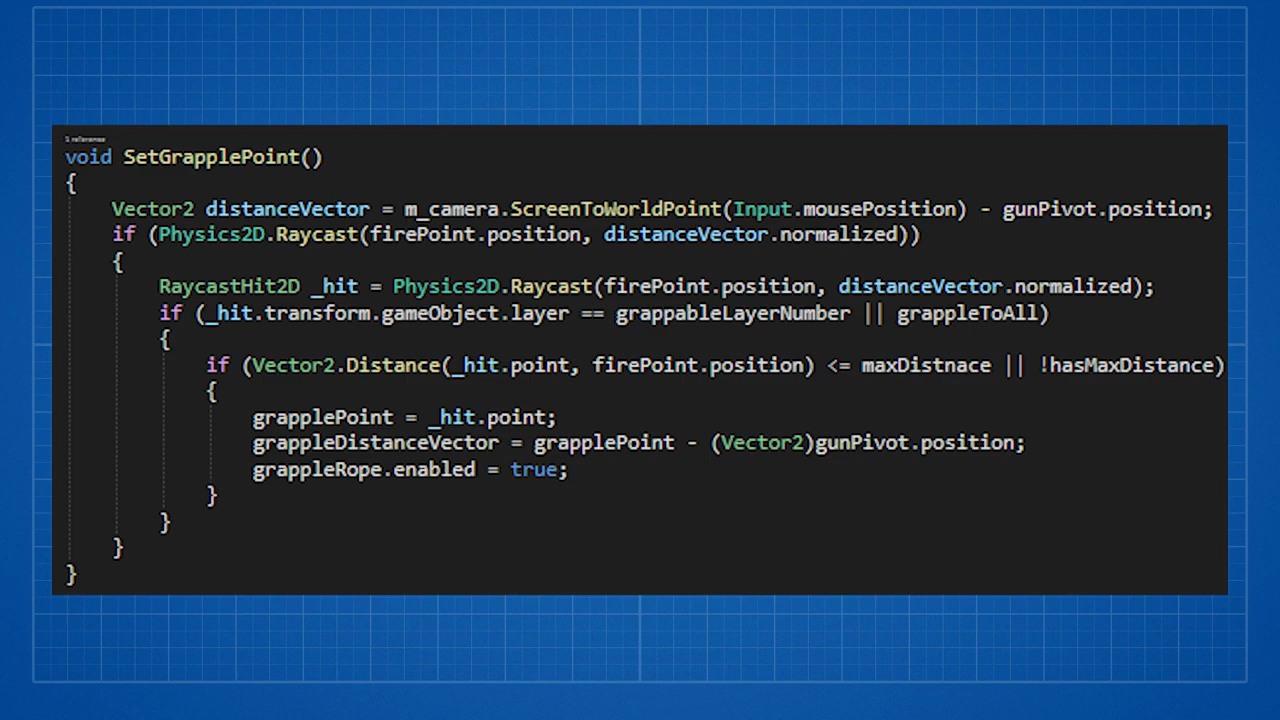 1 reference
void SetGrapplePoint()
{
Vector2 distanceVector = m_camera.ScreenToWorldPoint(Input.mousePosition) - gunPivot.position;
if (Physics2D.Raycast(firePoint.position, distanceVector.normalized))
{
RaycastHit2D _hit = Physics2D.Raycast(firePoint.position, distanceVector.normalized);
if (_hit.transform.gameObject.layer == grappableLayerNumber || grappleToAll)
{
if (Vector2.Distance(_hit.point, firePoint.position) <= maxDistnace || !hasMaxDistance)
{
grapplePoint = _hit.point;
grappleDistanceVector = grapplePoint - (Vector2)gunPivot.position;
grappleRope.enabled = true;
}
}
}
}